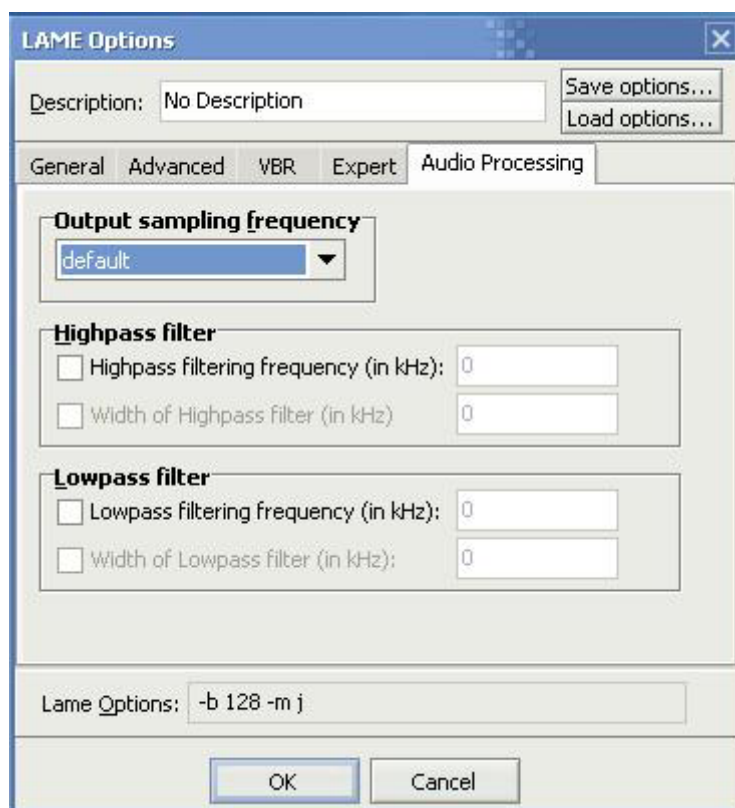 LAME Options
Description: No Description
Save options...
Load options...
General Advanced VBR Expert Audio Processing
Output sampling frequency
default
Highpass filter
Highpass filtering frequency (in kHz): 0
Width of Highpass filter (in kHz) 0
Lowpass filter
Lowpass filtering frequency (in kHz): 0
Width of Lowpass filter (in kHz): 0
Lame Options: -b 128 -m j
OK Cancel